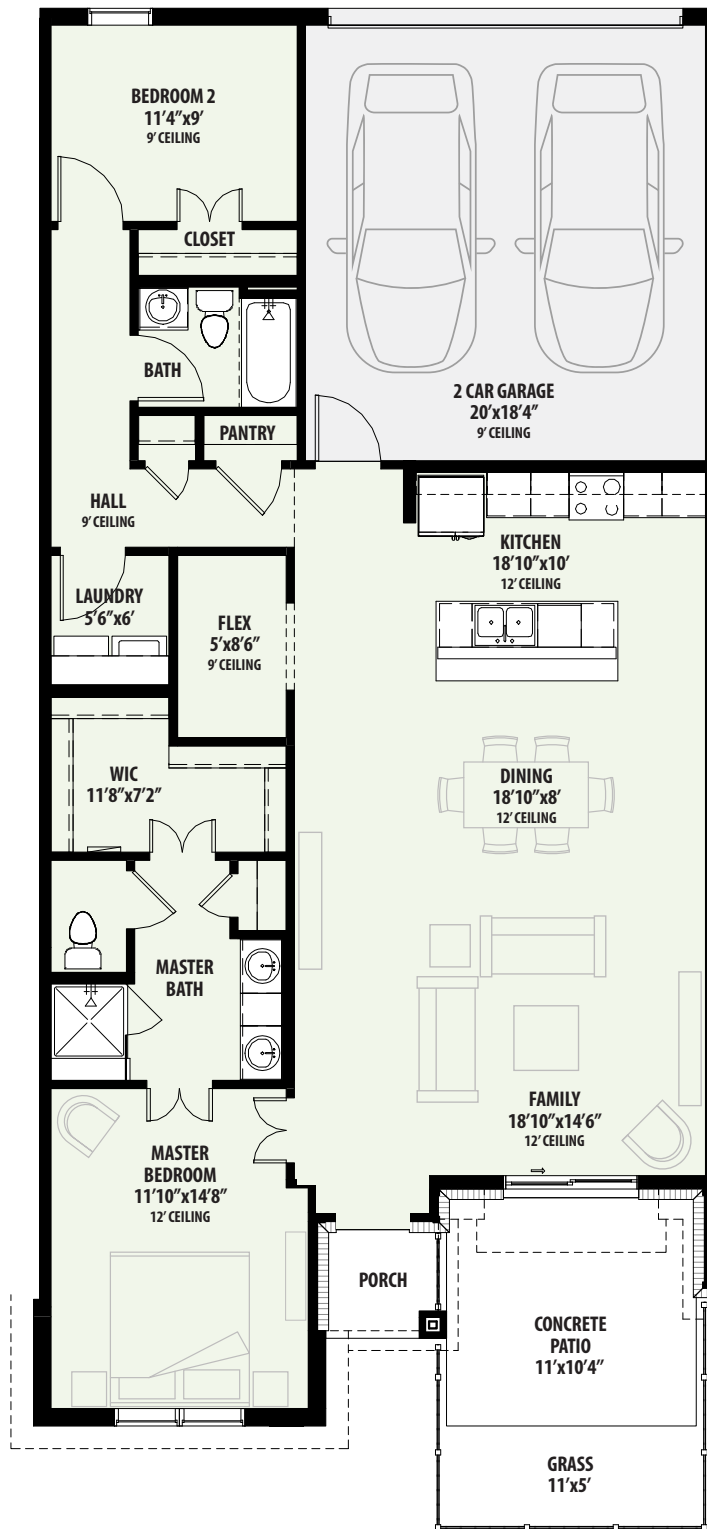 BEDROOM 2
11'4"x9'
9' CEILING
CLOSET
BATH
2 CAR GARAGE
20'x18'4"
9' CEILING
PANTRY
HALL
9' CEILING
KITCHEN
18'10"x10'
12' CEILING
LAUNDRY
5'6"x6'
FLEX
5'x8'6"
9' CEILING
WIC
11'8"x7'2"
DINING
18'10"x8'
12' CEILING
MASTER
BATH
FAMILY
18'10"x14'6"
12' CEILING
MASTER
BEDROOM
11'10"x14'8"
12' CEILING
PORCH
CONCRETE
PATIO
11'x10'4"
GRASS
11'x5'